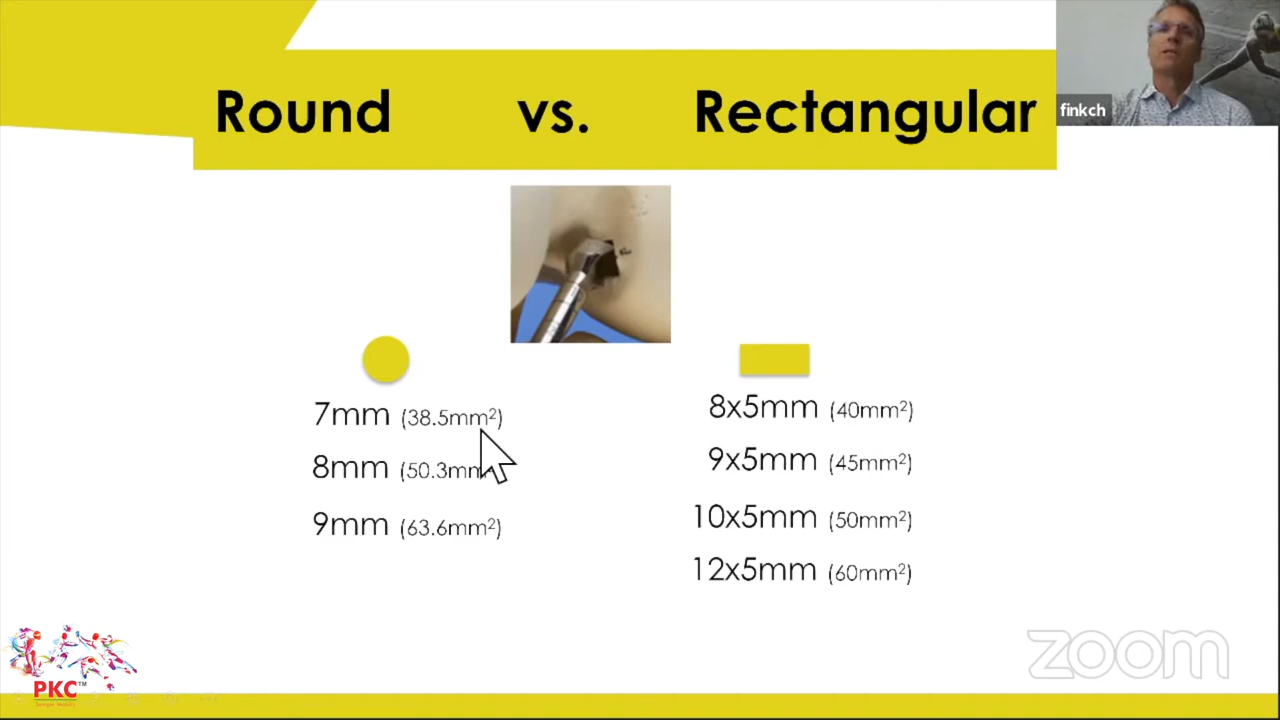 Round vs. Rectangular
finkch
7mm (38.5mm²)
8mm (50.3mm
9mm (63.6mm²)
8x5mm (40mm²)
9x5mm (45mm²)
10x5mm (50mm²)
12x5mm (60mm²)
PKC™
zoom